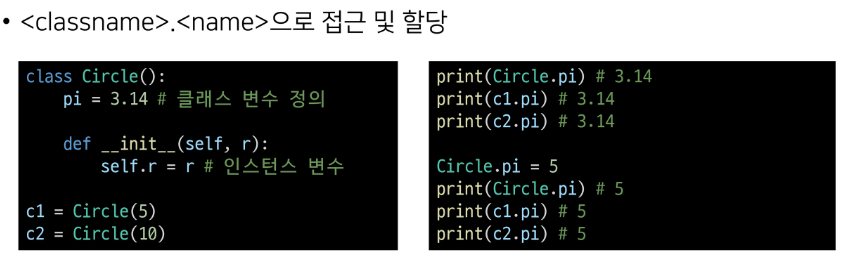 • <classname>.<name>으로 접근 및 할당
class Circle():
    pi = 3.14 # 클래스 변수 정의
    def __init__(self, r):
        self.r = r # 인스턴스 변수
c1 = Circle(5)
c2 = Circle(10)
print(Circle.pi) # 3.14
print(c1.pi) # 3.14
print(c2.pi) # 3.14
Circle.pi = 5
print(Circle.pi) # 5
print(c1.pi) # 5
print(c2.pi) # 5